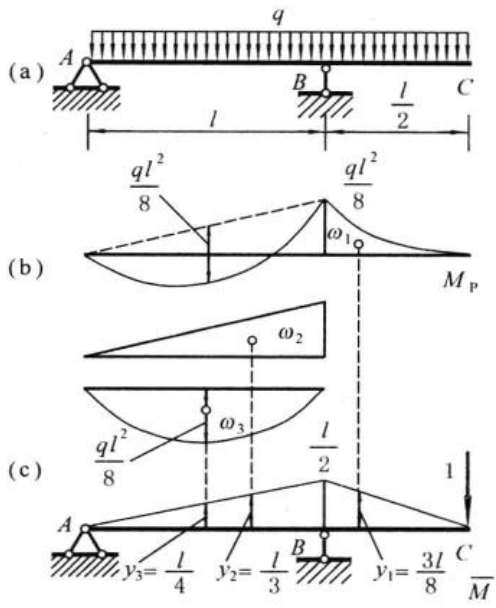 q
(a) A B C
l l/2
ql²/8 ql²/8
(b) ω₁ M_P
ω₂
ω₃
ql²/8 l/2 1
(c) A B C
y₃=l/4 y₂=l/3 y₁=3l/8 M̄